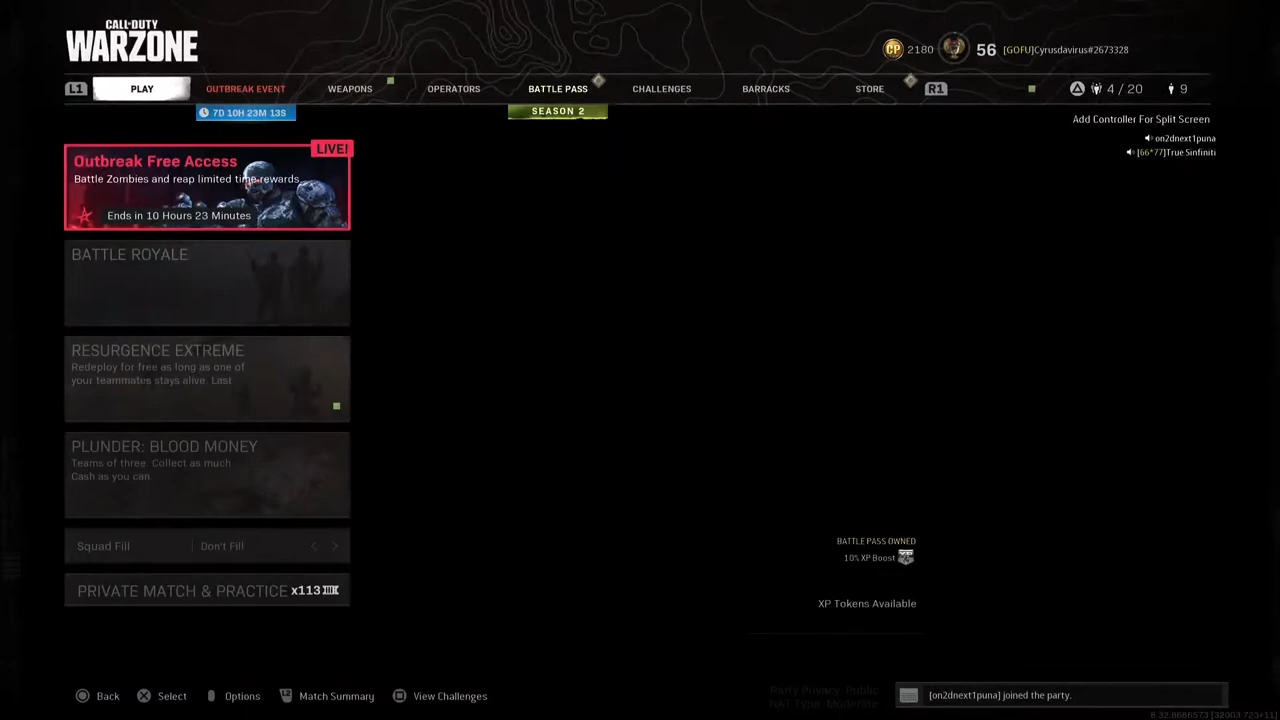 CALL OF DUTY
WARZONE
CP 2180 56 [GOFU]Cyrusdavirus#2673328
L1 PLAY OUTBREAK EVENT WEAPONS OPERATORS BATTLE PASS CHALLENGES BARRACKS STORE R1 4 / 20 9
7D 10H 23M 13S SEASON 2
Add Controller For Split Screen
on2dnext1puna
[66*77]True Sinfiniti
LIVE!
Outbreak Free Access
Battle Zombies and reap limited time rewards
Ends in 10 Hours 23 Minutes
BATTLE ROYALE
RESURGENCE EXTREME
Redeploy for free as long as one of
your teammates stays alive. Last
PLUNDER: BLOOD MONEY
Teams of three. Collect as much
Cash as you can.
Squad Fill Don't Fill
PRIVATE MATCH & PRACTICE x113
BATTLE PASS OWNED
10% XP Boost
XP Tokens Available
Back Select Options Match Summary View Challenges
Party Privacy: Public
NAT Type: Moderate
[on2dnext1puna] joined the party.